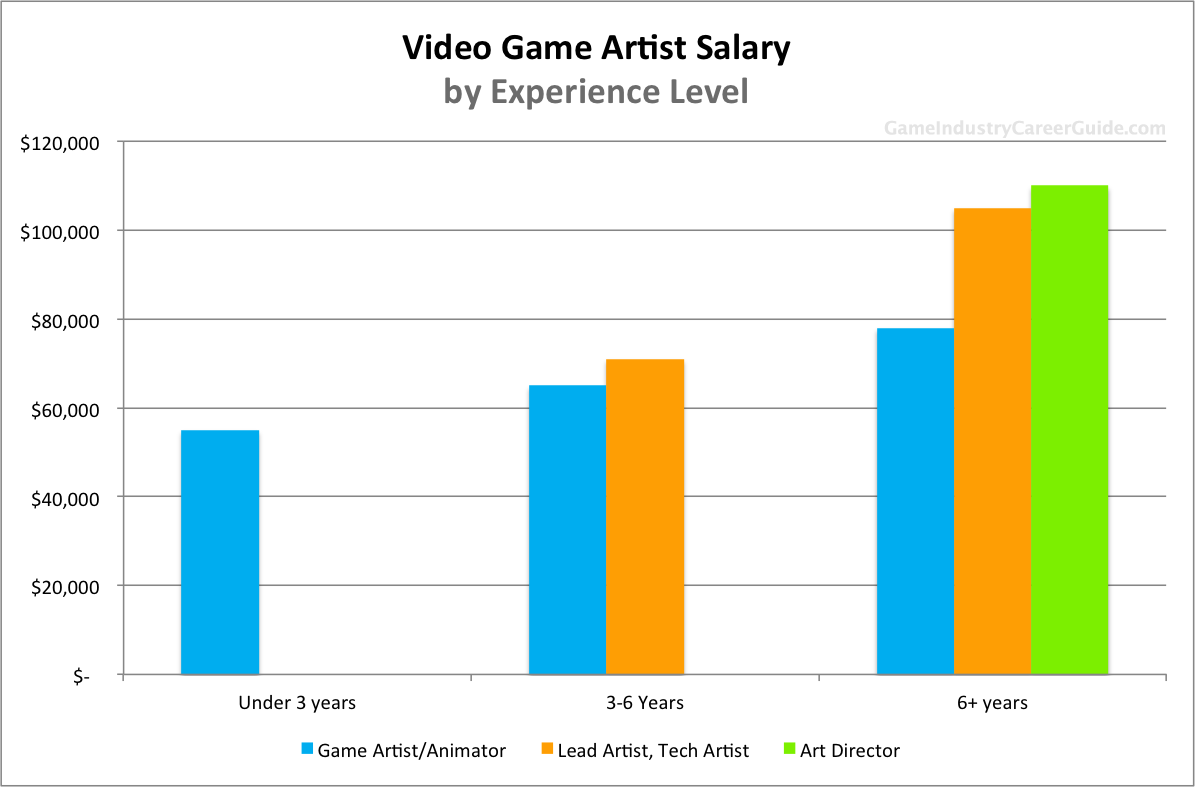 Video Game Artist Salary
by Experience Level
GameIndustryCareerGuide.com
$120,000
$100,000
$80,000
$60,000
$40,000
$20,000
$-
Under 3 years
3-6 Years
6+ years
Game Artist/Animator
Lead Artist, Tech Artist
Art Director